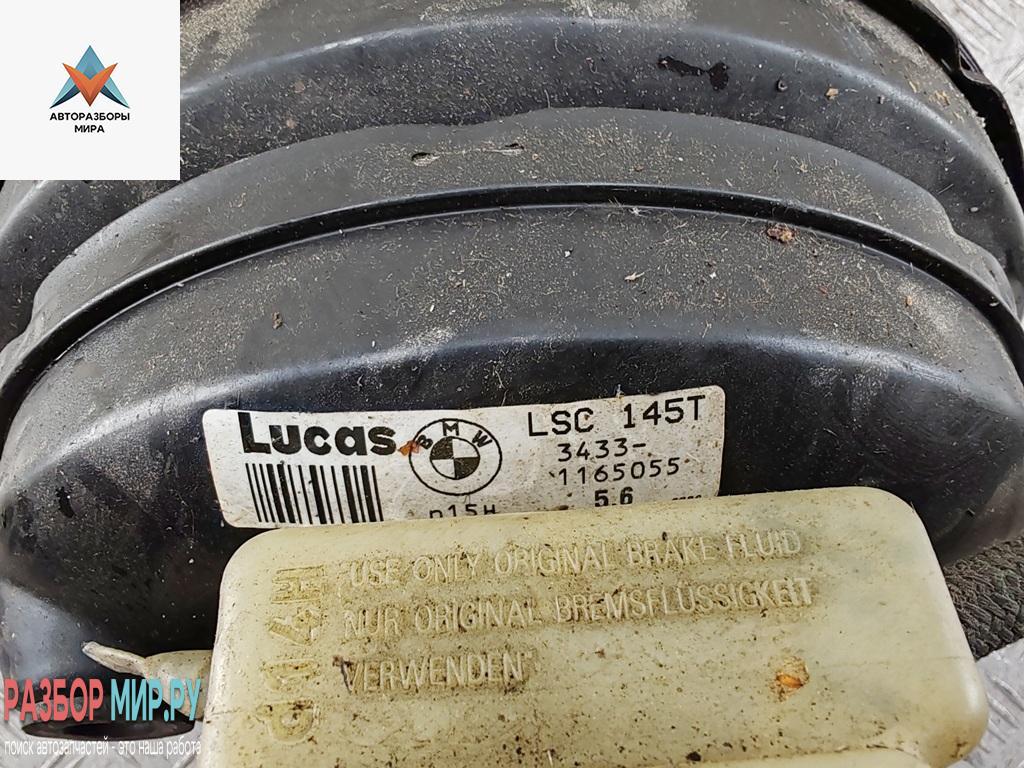 АВТОРАЗБОРЫ
МИРА
Lucas
BMW
LSC 145T
3433-
1165055
5.6
USE ONLY ORIGINAL BRAKE FLUID
NUR ORIGINAL BREMSFLÜSSIGKEIT
VERWENDEN
РАЗБОР МИР.РУ
поиск автозапчастей - это наша работа